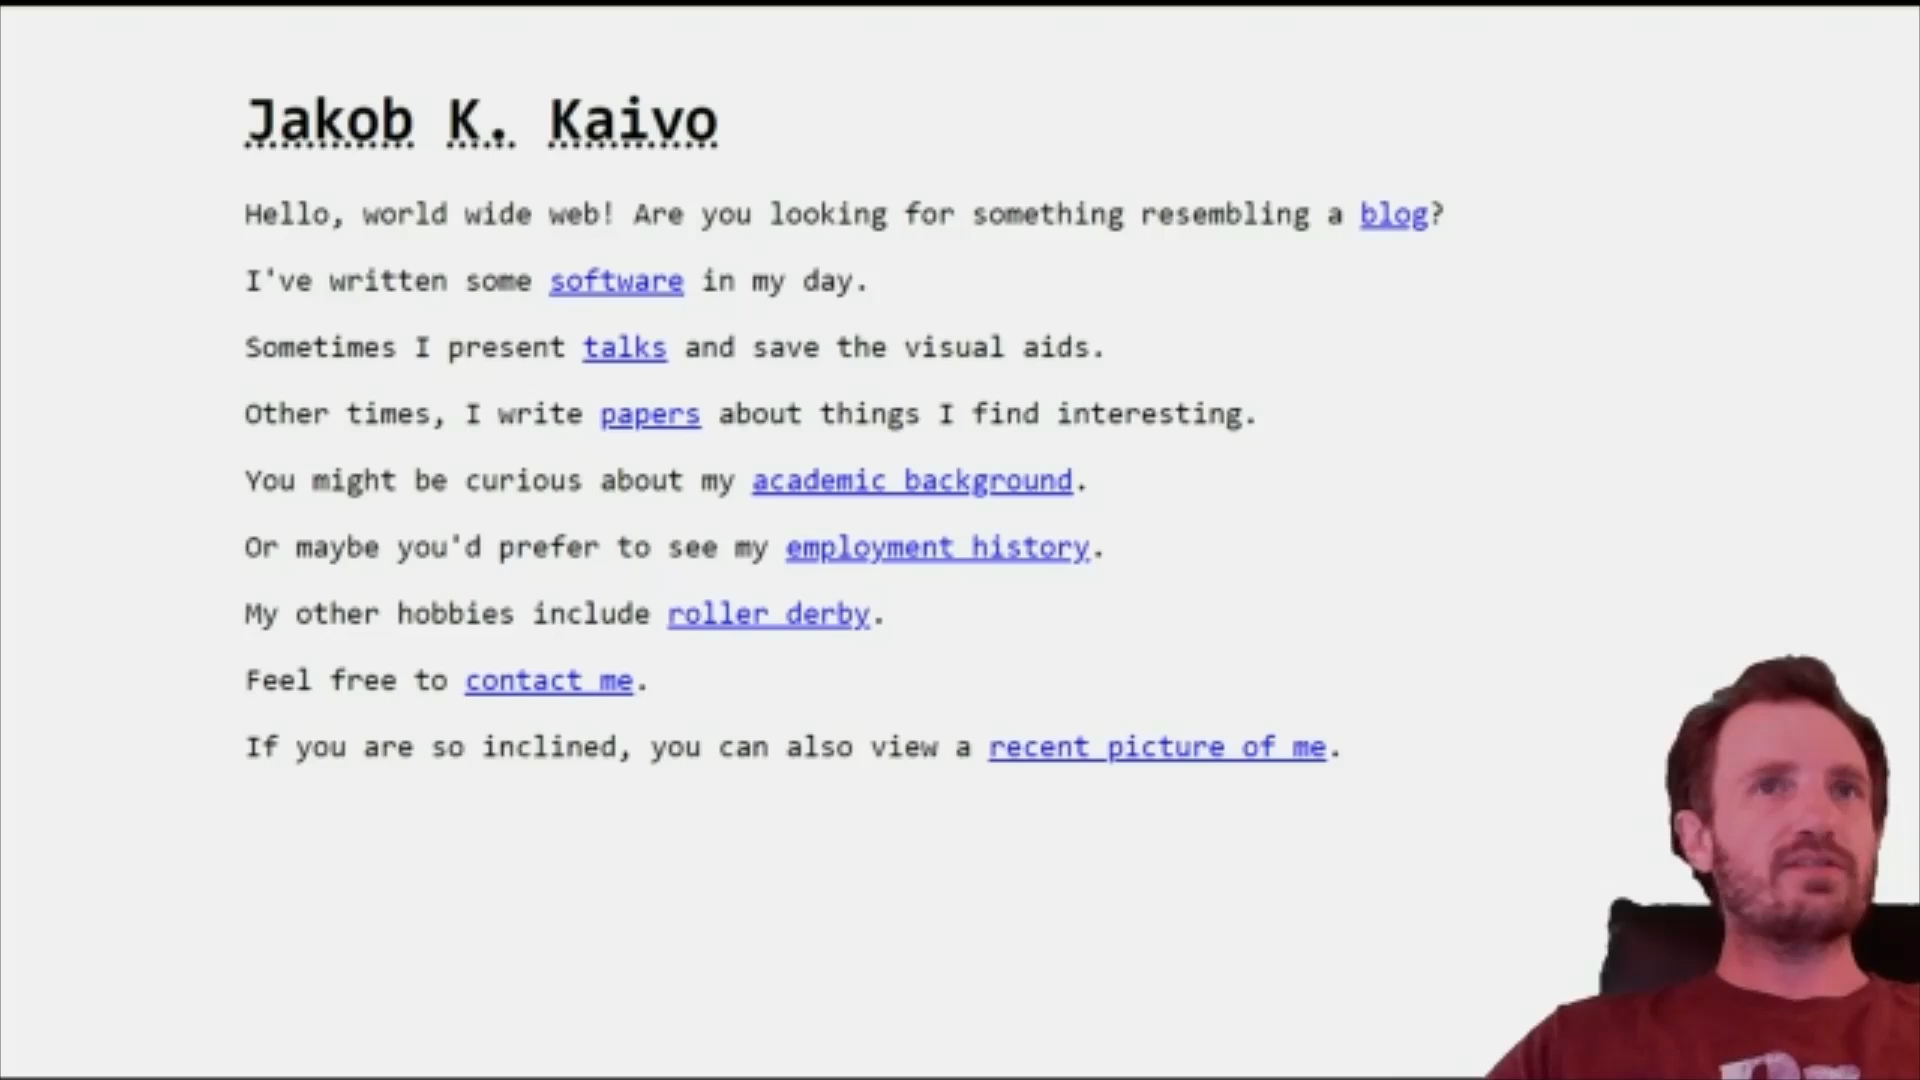 Jakob K. Kaivo
Hello, world wide web! Are you looking for something resembling a blog?
I've written some software in my day.
Sometimes I present talks and save the visual aids.
Other times, I write papers about things I find interesting.
You might be curious about my academic background.
Or maybe you'd prefer to see my employment history.
My other hobbies include roller derby.
Feel free to contact me.
If you are so inclined, you can also view a recent picture of me.